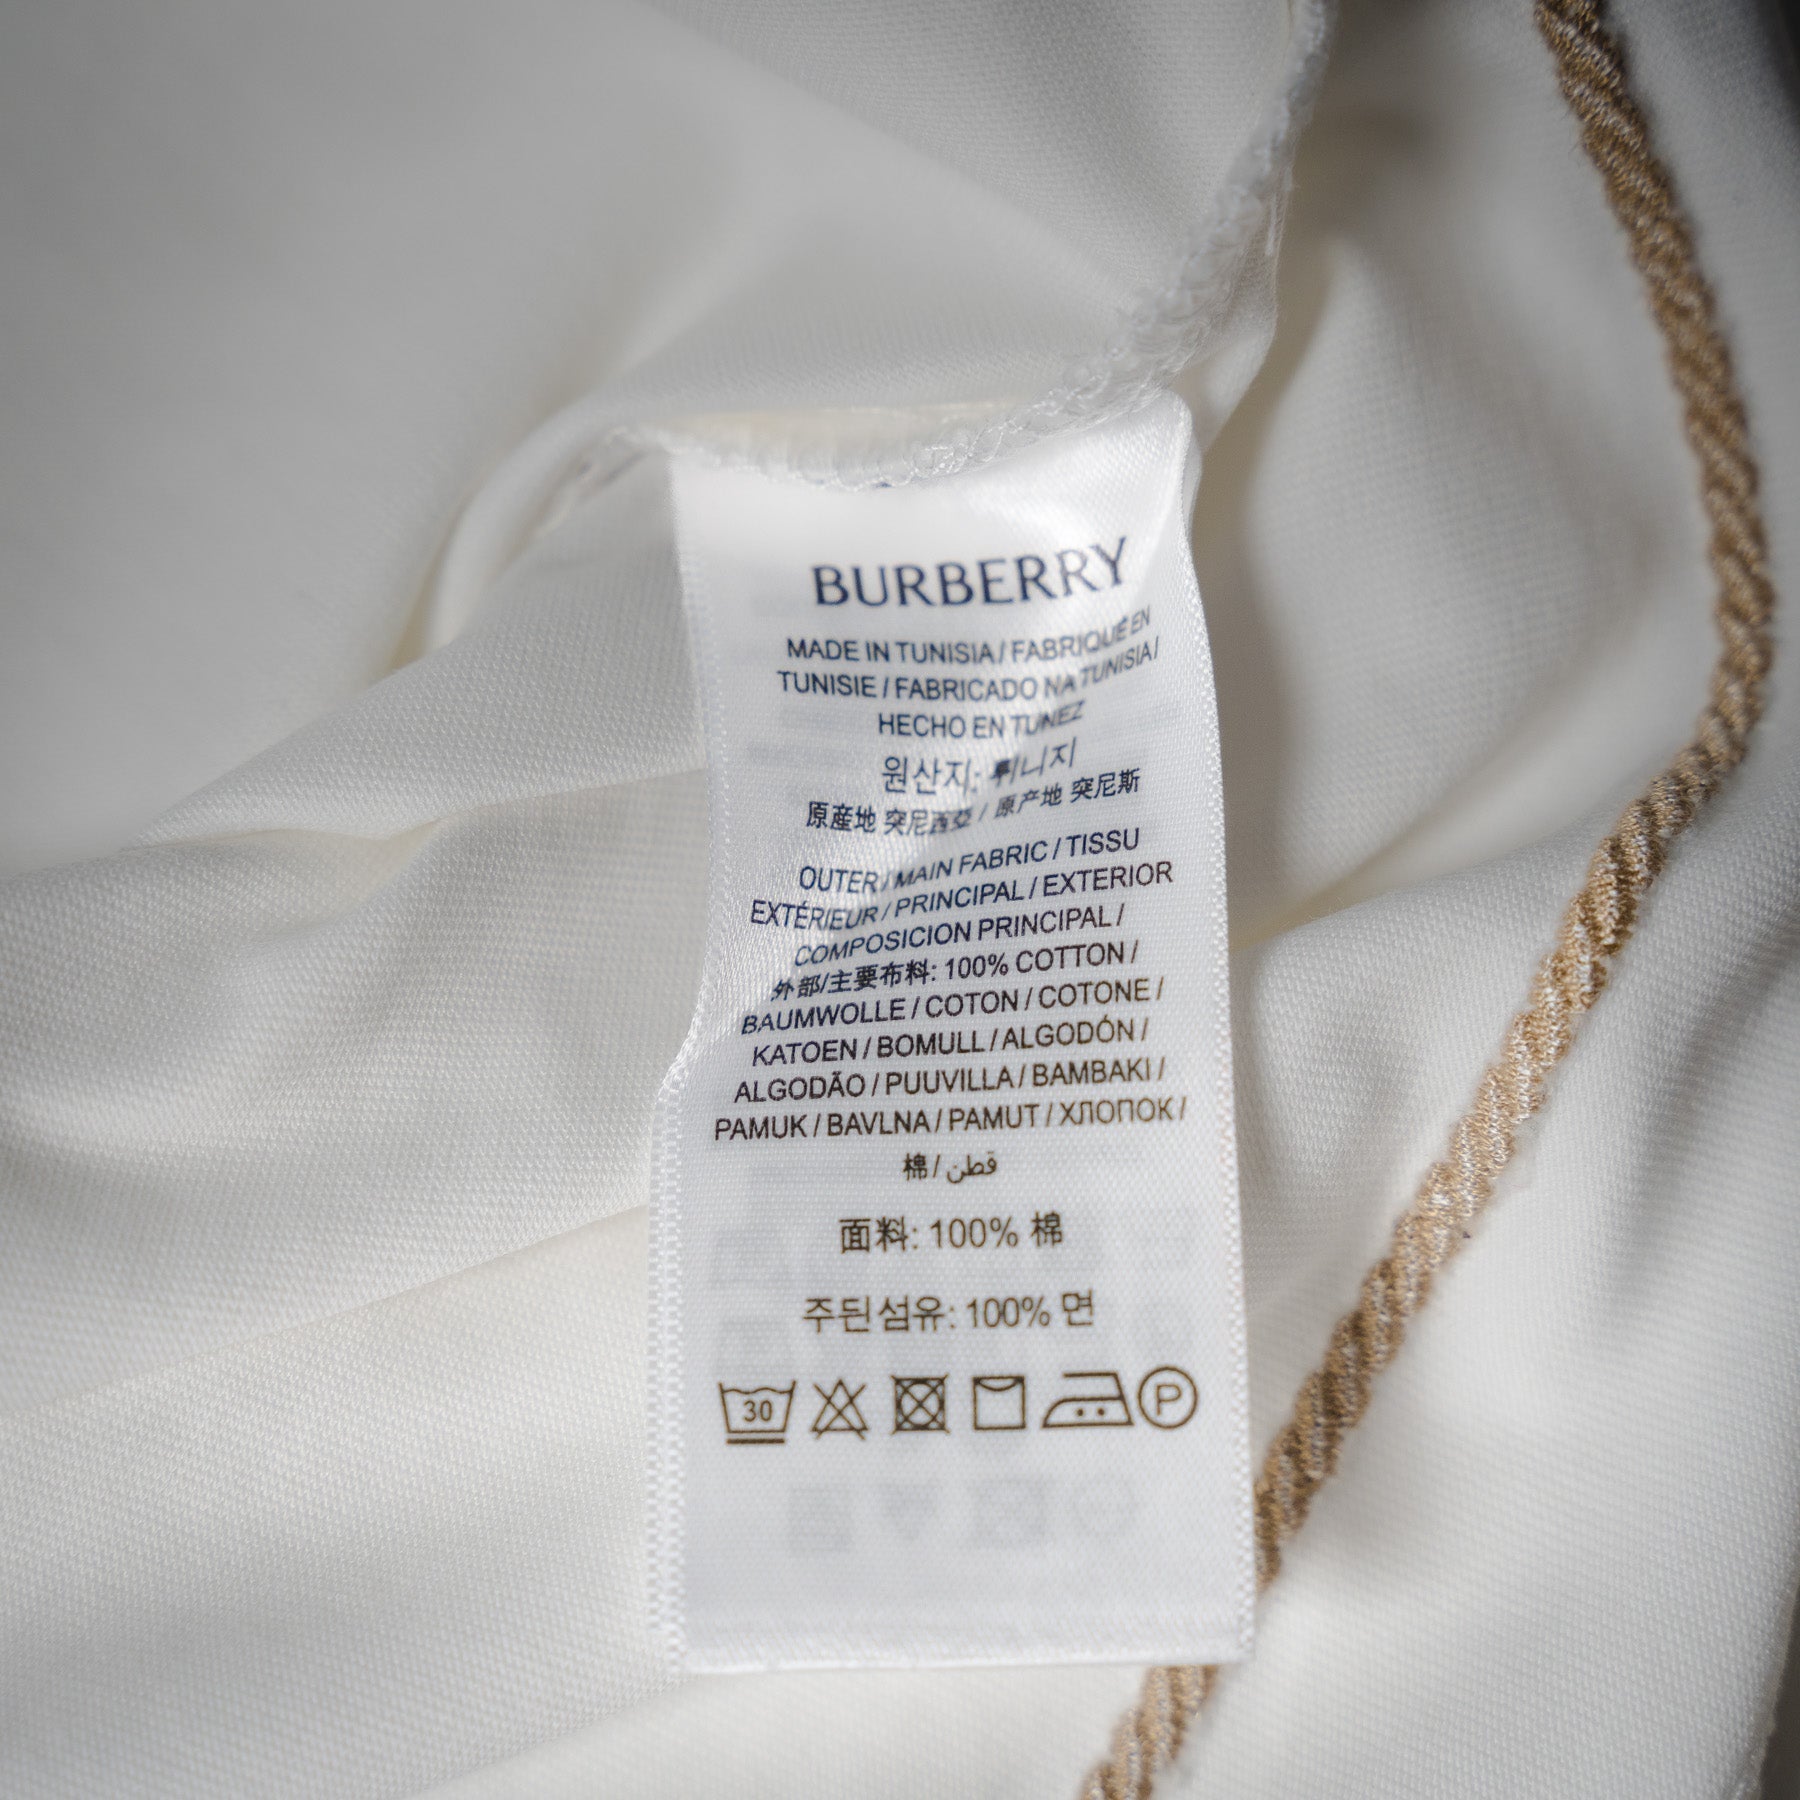 BURBERRY
MADE IN TUNISIA / FABRIQUÉ EN
TUNISIE / FABRICADO NA TUNISIA /
HECHO EN TUNEZ
원산지: 튀니지
原產地 突尼西亞 / 原产地 突尼斯
OUTER / MAIN FABRIC / TISSU
EXTÉRIEUR / PRINCIPAL / EXTERIOR
COMPOSICION PRINCIPAL /
外部/主要布料: 100% COTTON /
BAUMWOLLE / COTON / COTONE /
KATOEN / BOMULL / ALGODÓN /
ALGODÃO / PUUVILLA / BAMBAKI /
PAMUK / BAVLNA / PAMUT / ХЛОПОК /
棉 / قطن
面料: 100% 棉
주된섬유: 100% 면
30
P